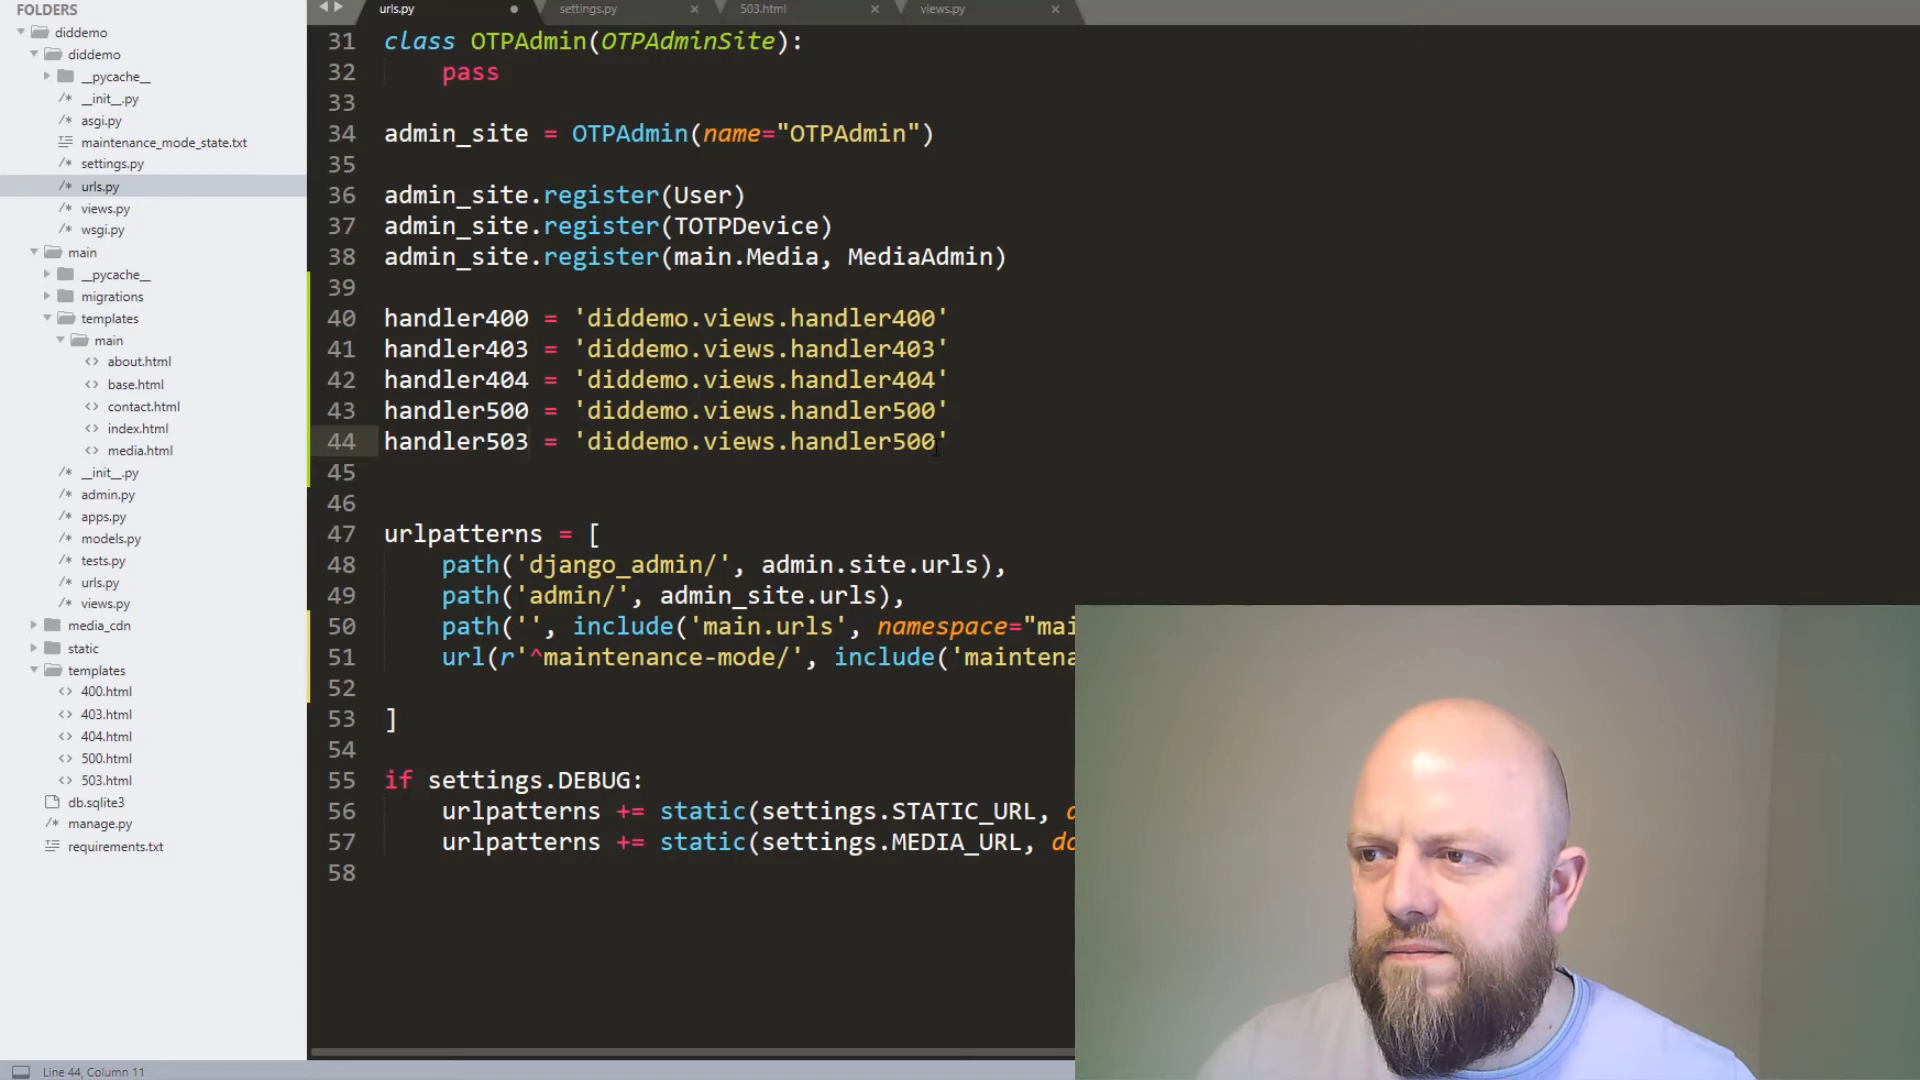 FOLDERS
diddemo
diddemo
__pycache__
__init__.py
asgi.py
maintenance_mode_state.txt
settings.py
urls.py
views.py
wsgi.py
main
__pycache__
migrations
templates
main
about.html
base.html
contact.html
index.html
media.html
__init__.py
admin.py
apps.py
models.py
tests.py
urls.py
views.py
media_cdn
static
templates
400.html
403.html
404.html
500.html
503.html
db.sqlite3
manage.py
requirements.txt
urls.py settings.py 503.html views.py
31 class OTPAdmin(OTPAdminSite):
32     pass
33
34 admin_site = OTPAdmin(name="OTPAdmin")
35
36 admin_site.register(User)
37 admin_site.register(TOTPDevice)
38 admin_site.register(main.Media, MediaAdmin)
39
40 handler400 = 'diddemo.views.handler400'
41 handler403 = 'diddemo.views.handler403'
42 handler404 = 'diddemo.views.handler404'
43 handler500 = 'diddemo.views.handler500'
44 handler503 = 'diddemo.views.handler500'
45
46
47 urlpatterns = [
48     path('django_admin/', admin.site.urls),
49     path('admin/', admin_site.urls),
50     path('', include('main.urls', namespace="mai
51     url(r'^maintenance-mode/', include('maintena
52
53 ]
54
55 if settings.DEBUG:
56     urlpatterns += static(settings.STATIC_URL, d
57     urlpatterns += static(settings.MEDIA_URL, do
58
Line 44, Column 11